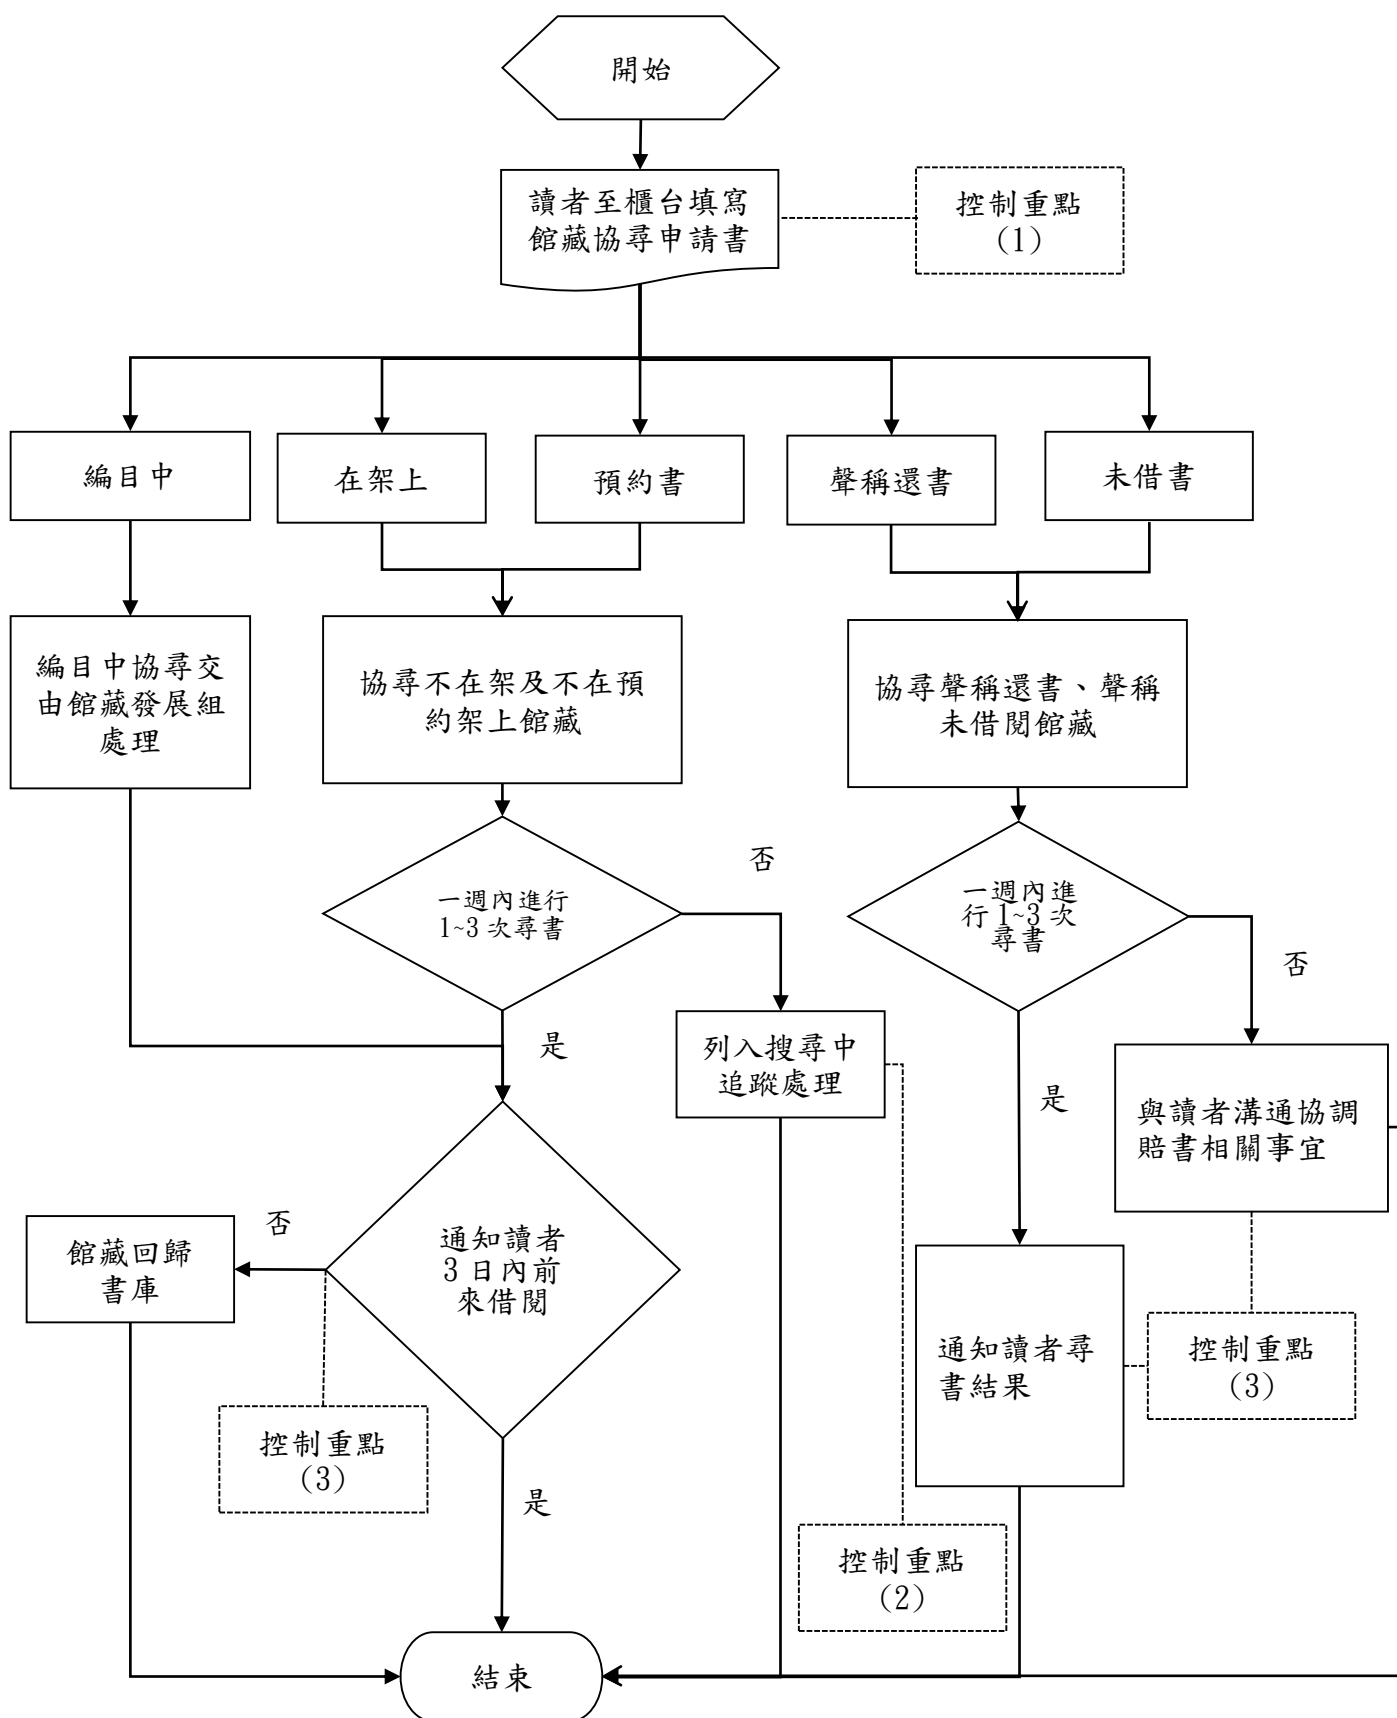 開始
讀者至櫃台填寫
館藏協尋申請書
控制重點
(1)
編目中
在架上
預約書
聲稱還書
未借書
編目中協尋交
由館藏發展組
處理
協尋不在架及不在預
約架上館藏
協尋聲稱還書、聲稱
未借閱館藏
一週內進行
1~3 次尋書
否
一週內進
行 1~3 次
尋書
否
是
列入搜尋中
追蹤處理
是
與讀者溝通協調
賠書相關事宜
否
館藏回歸
書庫
通知讀者
3 日內前
來借閱
通知讀者尋
書結果
控制重點
(3)
控制重點
(3)
是
控制重點
(2)
結束